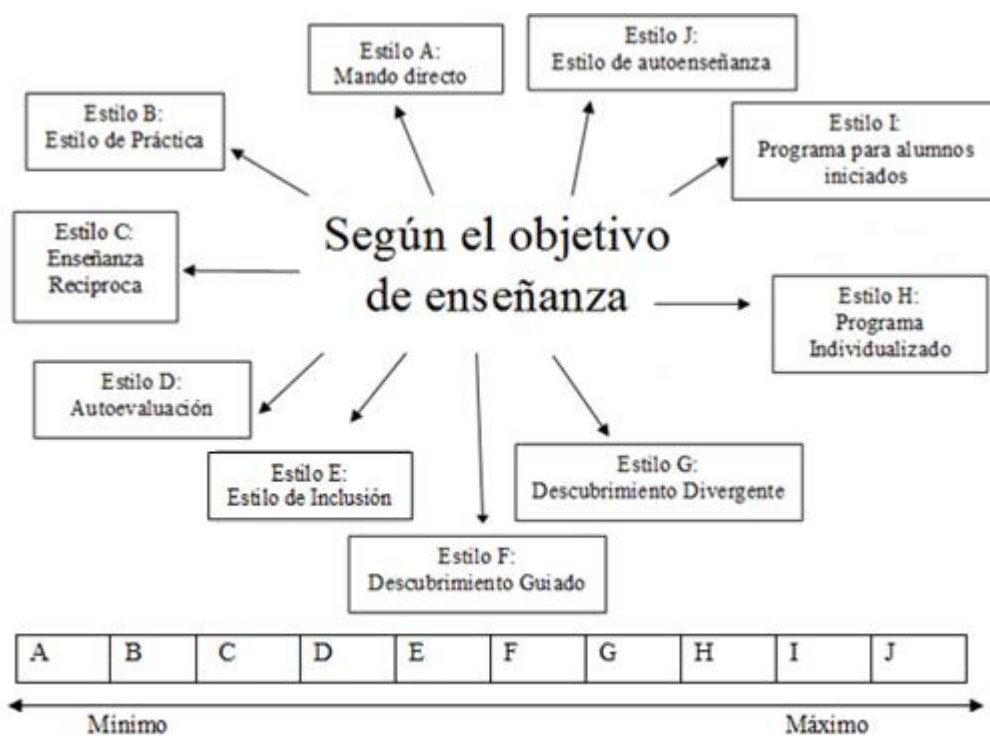 Estilo A:
Mando directo
Estilo J:
Estilo de autoenseñanza
Estilo B:
Estilo de Práctica
Estilo I:
Programa para alumnos
iniciados
Según el objetivo
de enseñanza
Estilo C:
Enseñanza
Reciproca
Estilo H:
Programa
Individualizado
Estilo D:
Autoevaluación
Estilo E:
Estilo de Inclusión
Estilo G:
Descubrimiento Divergente
Estilo F:
Descubrimiento Guiado
A B C D E F G H I J
Mínimo Máximo